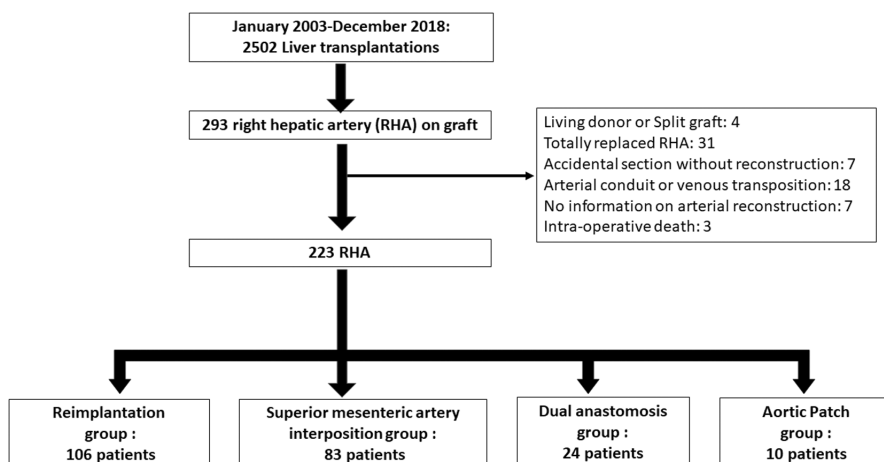 January 2003-December 2018:
2502 Liver transplantations
293 right hepatic artery (RHA) on graft
Living donor or Split graft: 4
Totally replaced RHA: 31
Accidental section without reconstruction: 7
Arterial conduit or venous transposition: 18
No information on arterial reconstruction: 7
Intra-operative death: 3
223 RHA
Reimplantation
group :
106 patients
Superior mesenteric artery
interposition group :
83 patients
Dual anastomosis
group :
24 patients
Aortic Patch
group :
10 patients